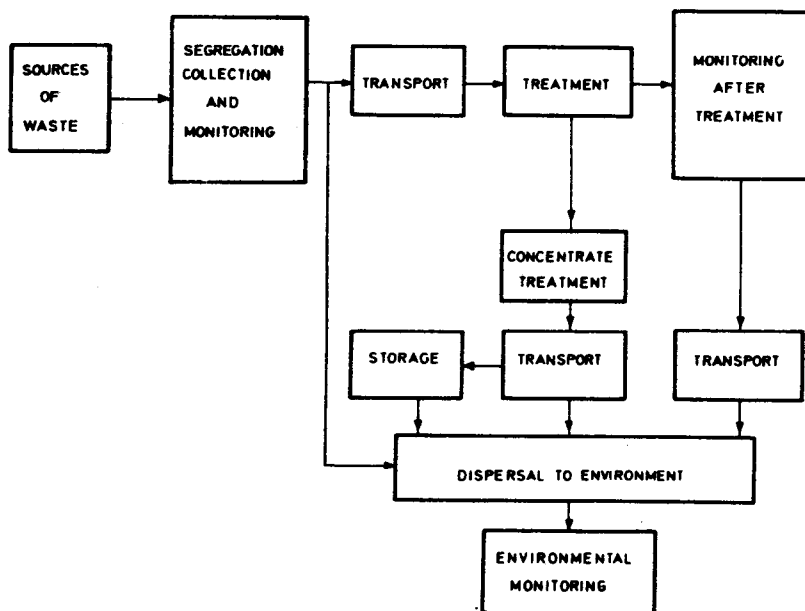 SOURCES
OF
WASTE
SEGREGATION
COLLECTION
AND
MONITORING
TRANSPORT
TREATMENT
MONITORING
AFTER
TREATMENT
CONCENTRATE
TREATMENT
STORAGE
TRANSPORT
TRANSPORT
DISPERSAL TO ENVIRONMENT
ENVIRONMENTAL
MONITORING